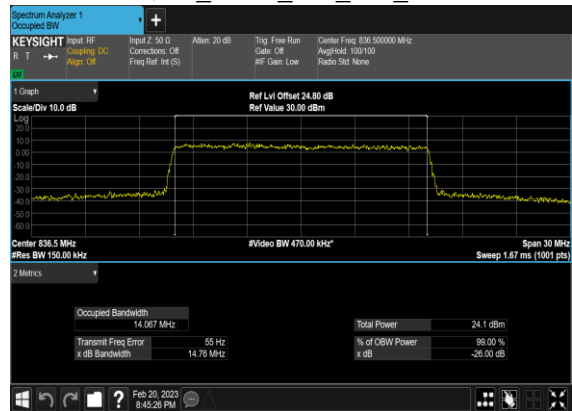 Spectrum Analyzer 1
Occupied BW
+
KEYSIGHT Input: RF Input Z: 50 Ω Atten: 20 dB Trig: Free Run Center Freq: 836.500000 MHz
R T Coupling: DC Corrections: Off Gate: Off Avg|Hold: 100/100
Align: Off Freq Ref: Int (S) #IF Gain: Low Radio Std: None
1 Graph
Ref Lvl Offset 24.80 dB
Scale/Div 10.0 dB Ref Value 30.00 dBm
Log
20.0
10.0
0.00
-10.0
-20.0
-30.0
-40.0
-50.0
-60.0
Center 836.5 MHz #Video BW 470.00 kHz* Span 30 MHz
#Res BW 150.00 kHz Sweep 1.67 ms (1001 pts)
2 Metrics
Occupied Bandwidth
14.067 MHz Total Power 24.1 dBm
Transmit Freq Error 55 Hz % of OBW Power 99.00 %
x dB Bandwidth 14.76 MHz x dB -26.00 dB
? Feb 20, 2023
8:45:26 PM